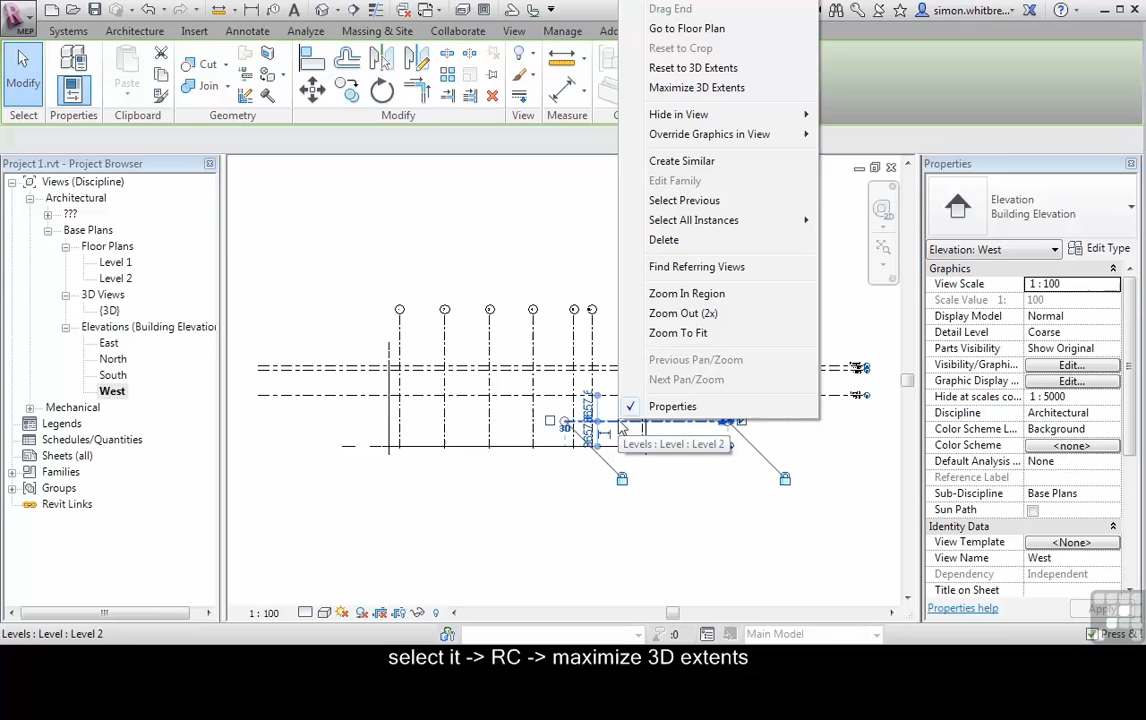 simon.whitbre...
MEP
Systems
Architecture
Insert
Annotate
Analyze
Massing & Site
Collaborate
View
Manage
Modify
Cut
Join
Paste
Select
Properties
Clipboard
Geometry
Modify
View
Measure
Drag End
Go to Floor Plan
Reset to Crop
Reset to 3D Extents
Maximize 3D Extents
Hide in View
Override Graphics in View
Create Similar
Edit Family
Select Previous
Select All Instances
Delete
Find Referring Views
Zoom In Region
Zoom Out (2x)
Zoom To Fit
Previous Pan/Zoom
Next Pan/Zoom
Properties
Project 1.rvt - Project Browser
Views (Discipline)
Architectural
???
Base Plans
Floor Plans
Level 1
Level 2
3D Views
{3D}
Elevations (Building Elevation
East
North
South
West
Mechanical
Legends
Schedules/Quantities
Sheets (all)
Families
Groups
Revit Links
2D
3D
Levels : Level : Level 2
Properties
Elevation
Building Elevation
Elevation: West
Edit Type
Graphics
View Scale 1 : 100
Scale Value 1: 100
Display Model Normal
Detail Level Coarse
Parts Visibility Show Original
Visibility/Graphi... Edit...
Graphic Display ... Edit...
Hide at scales co... 1 : 5000
Discipline Architectural
Color Scheme L... Background
Color Scheme <none>
Default Analysis ... None
Reference Label
Sub-Discipline Base Plans
Sun Path
Identity Data
View Template <None>
View Name West
Dependency Independent
Title on Sheet
Properties help
Apply
1 : 100
Levels : Level : Level 2
:0
Main Model
Press &
select it -> RC -> maximize 3D extents